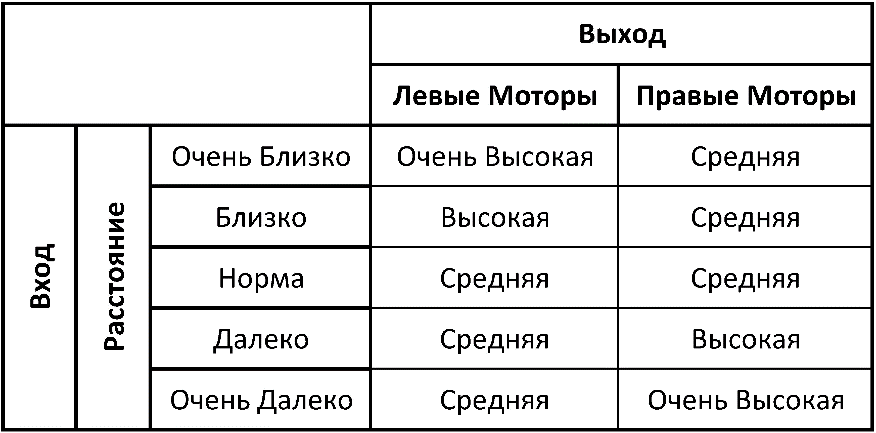 Выход
Левые Моторы Правые Моторы
Вход
Расстояние
Очень Близко Очень Высокая Средняя
Близко Высокая Средняя
Норма Средняя Средняя
Далеко Средняя Высокая
Очень Далеко Средняя Очень Высокая